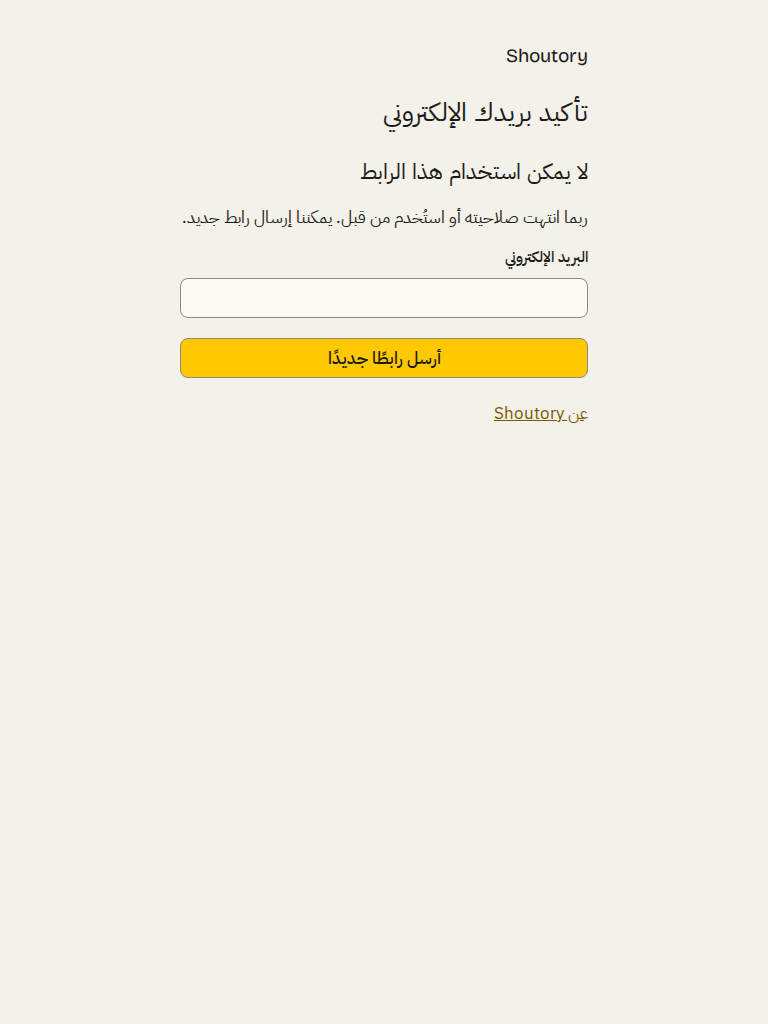 Shoutory
تأكيد بريدك الإلكتروني
لا يمكن استخدام هذا الرابط
ربما انتهت صلاحيته أو استُخدم من قبل. يمكننا إرسال رابط جديد.
البريد الإلكتروني
أرسل رابطًا جديدًا
عن Shoutory